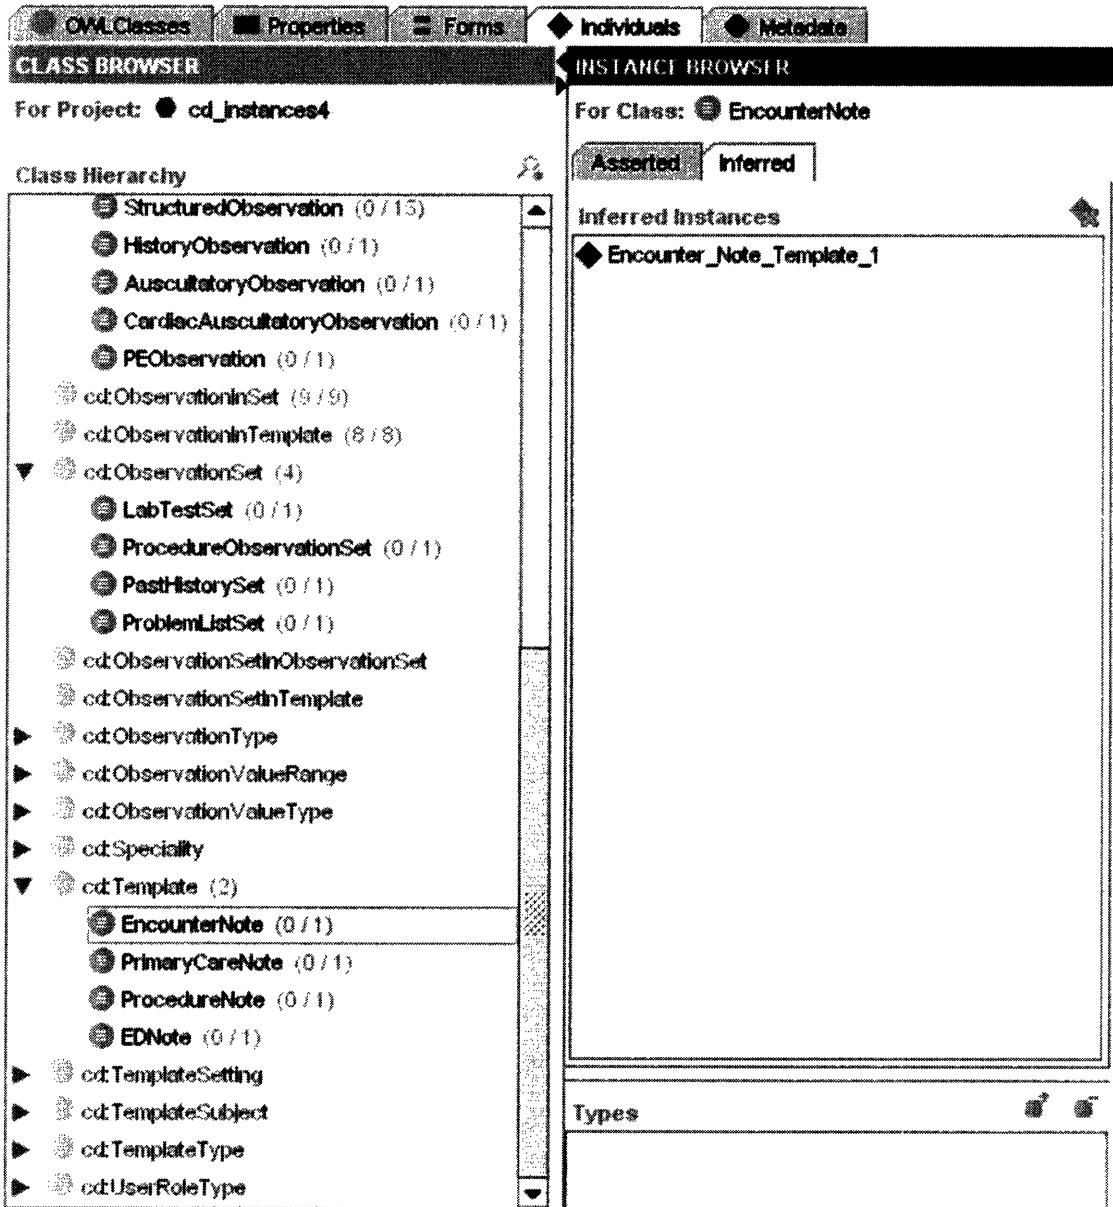 OWLClasses Properties Forms Individuals Metadata
CLASS BROWSER
For Project: cd_instances4
Class Hierarchy
StructuredObservation (0 / 15)
HistoryObservation (0 / 1)
AuscultatoryObservation (0 / 1)
CardiacAuscultatoryObservation (0 / 1)
PEObservation (0 / 1)
cd:ObservationInSet (9 / 9)
cd:ObservationInTemplate (8 / 8)
cd:ObservationSet (4)
LabTestSet (0 / 1)
ProcedureObservationSet (0 / 1)
PastHistorySet (0 / 1)
ProblemListSet (0 / 1)
cd:ObservationSetInObservationSet
cd:ObservationSetInTemplate
cd:ObservationType
cd:ObservationValueRange
cd:ObservationValueType
cd:Speciality
cd:Template (2)
EncounterNote (0 / 1)
PrimaryCareNote (0 / 1)
ProcedureNote (0 / 1)
EDNote (0 / 1)
cd:TemplateSetting
cd:TemplateSubject
cd:TemplateType
cd:UserRoleType
INSTANCE BROWSER
For Class: EncounterNote
Asserted Inferred
Inferred Instances
Encounter_Note_Template_1
Types